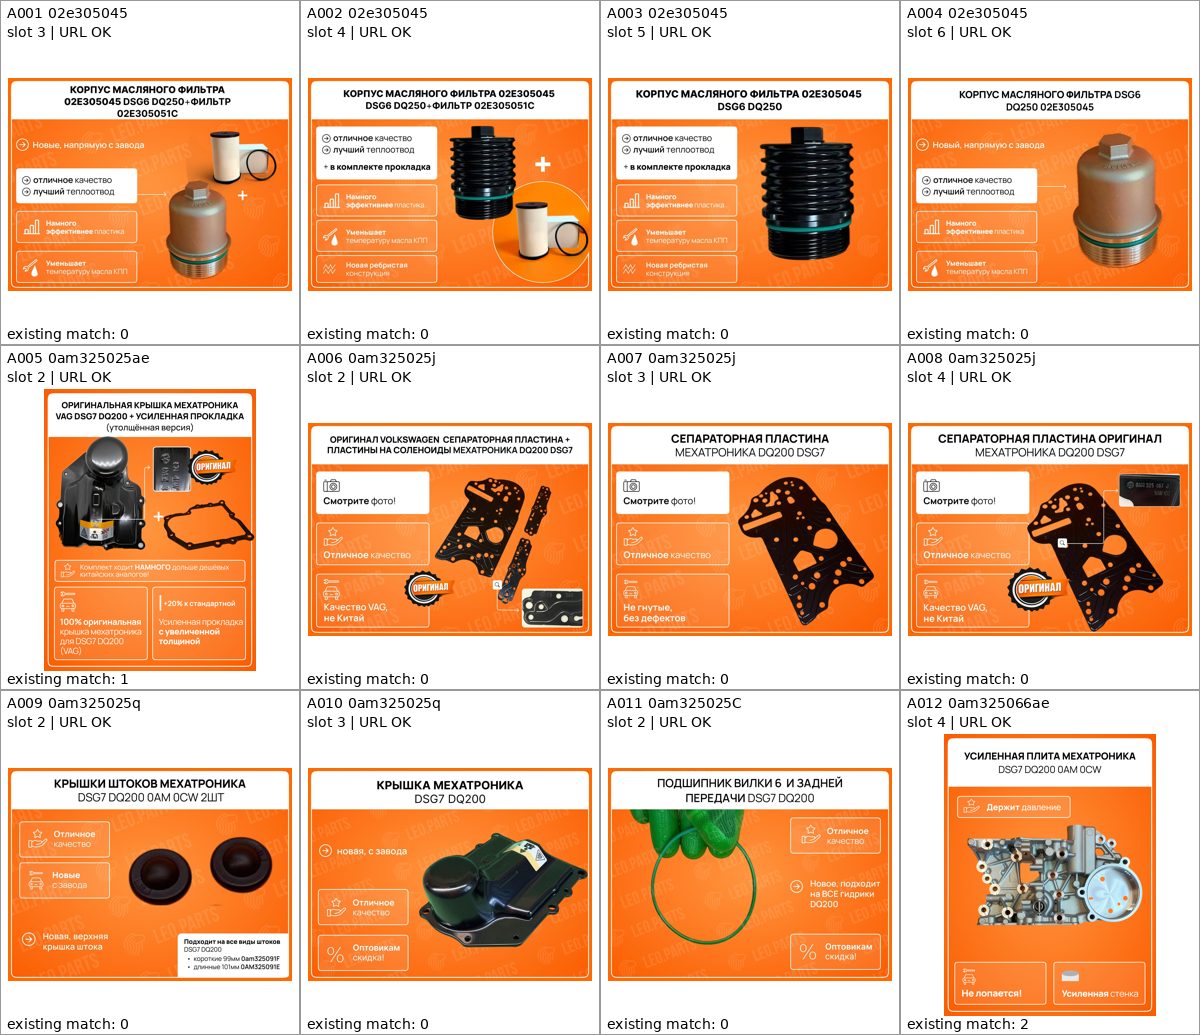 A001 02e305045
slot 3 | URL OK
КОРПУС МАСЛЯНОГО ФИЛЬТРА
02E305045 DSG6 DQ250+ФИЛЬТР
02E305051C
Новые, напрямую с завода
отличное качество
лучший теплоотвод
+
Намного
эффективнее пластика
Уменьшает
температуру масла КПП
existing match: 0
A002 02e305045
slot 4 | URL OK
КОРПУС МАСЛЯНОГО ФИЛЬТРА 02E305045
DSG6 DQ250+ФИЛЬТР 02E305051C
отличное качество
лучший теплоотвод
+ в комплекте прокладка
+
Намного
эффективнее пластика
Уменьшает
температуру масла КПП
Новая ребристая
конструкция
existing match: 0
A003 02e305045
slot 5 | URL OK
КОРПУС МАСЛЯНОГО ФИЛЬТРА 02E305045
DSG6 DQ250
отличное качество
лучший теплоотвод
+ в комплекте прокладка
Намного
эффективнее пластика
Уменьшает
температуру масла КПП
Новая ребристая
конструкция
existing match: 0
A004 02e305045
slot 6 | URL OK
КОРПУС МАСЛЯНОГО ФИЛЬТРА DSG6
DQ250 02E305045
Новый, напрямую с завода
отличное качество
лучший теплоотвод
Намного
эффективнее пластика
Уменьшает
температуру масла КПП
existing match: 0
A005 0am325025ae
slot 2 | URL OK
ОРИГИНАЛЬНАЯ КРЫШКА МЕХАТРОНИКА
VAG DSG7 DQ200 + УСИЛЕННАЯ ПРОКЛАДКА
(утолщённая версия)
ОРИГИНАЛ
+
Комплект ходит НАМНОГО дольше дешёвых
китайских аналогов!
100% оригинальная
крышка мехатроника
для DSG7 DQ200
(VAG)
+20% к стандартной
Усиленная прокладка
с увеличенной
толщиной
existing match: 1
A006 0am325025j
slot 2 | URL OK
ОРИГИНАЛ VOLKSWAGEN СЕПАРАТОРНАЯ ПЛАСТИНА +
ПЛАСТИНЫ НА СОЛЕНОИДЫ МЕХАТРОНИКА DQ200 DSG7
Смотрите фото!
Отличное качество
Качество VAG,
не Китай
ОРИГИНАЛ
existing match: 0
A007 0am325025j
slot 3 | URL OK
СЕПАРАТОРНАЯ ПЛАСТИНА
МЕХАТРОНИКА DQ200 DSG7
Смотрите фото!
Отличное качество
Не гнутые,
без дефектов
existing match: 0
A008 0am325025j
slot 4 | URL OK
СЕПАРАТОРНАЯ ПЛАСТИНА ОРИГИНАЛ
МЕХАТРОНИКА DQ200 DSG7
Смотрите фото!
Отличное качество
Качество VAG,
не Китай
ОРИГИНАЛ
existing match: 0
A009 0am325025q
slot 2 | URL OK
КРЫШКИ ШТОКОВ МЕХАТРОНИКА
DSG7 DQ200 0AM 0CW 2ШТ
Отличное
качество
Новые
с завода
Новая, верхняя
крышка штока
Подходит на все виды штоков
DSG7 DQ200
• короткие 99мм 0am325091F
• длинные 101мм 0AM325091E
existing match: 0
A010 0am325025q
slot 3 | URL OK
КРЫШКА МЕХАТРОНИКА
DSG7 DQ200
новая, с завода
Отличное
качество
Оптовикам
скидка!
existing match: 0
A011 0am325025C
slot 2 | URL OK
ПОДШИПНИК ВИЛКИ 6 И ЗАДНЕЙ
ПЕРЕДАЧИ DSG7 DQ200
Отличное
качество
Новое, подходит
на ВСЕ гидрики
DQ200
Оптовикам
скидка!
existing match: 0
A012 0am325066ae
slot 4 | URL OK
УСИЛЕННАЯ ПЛИТА МЕХАТРОНИКА
DSG7 DQ200 0AM 0CW
Держит давление
Не лопается!
Усиленная стенка
existing match: 2